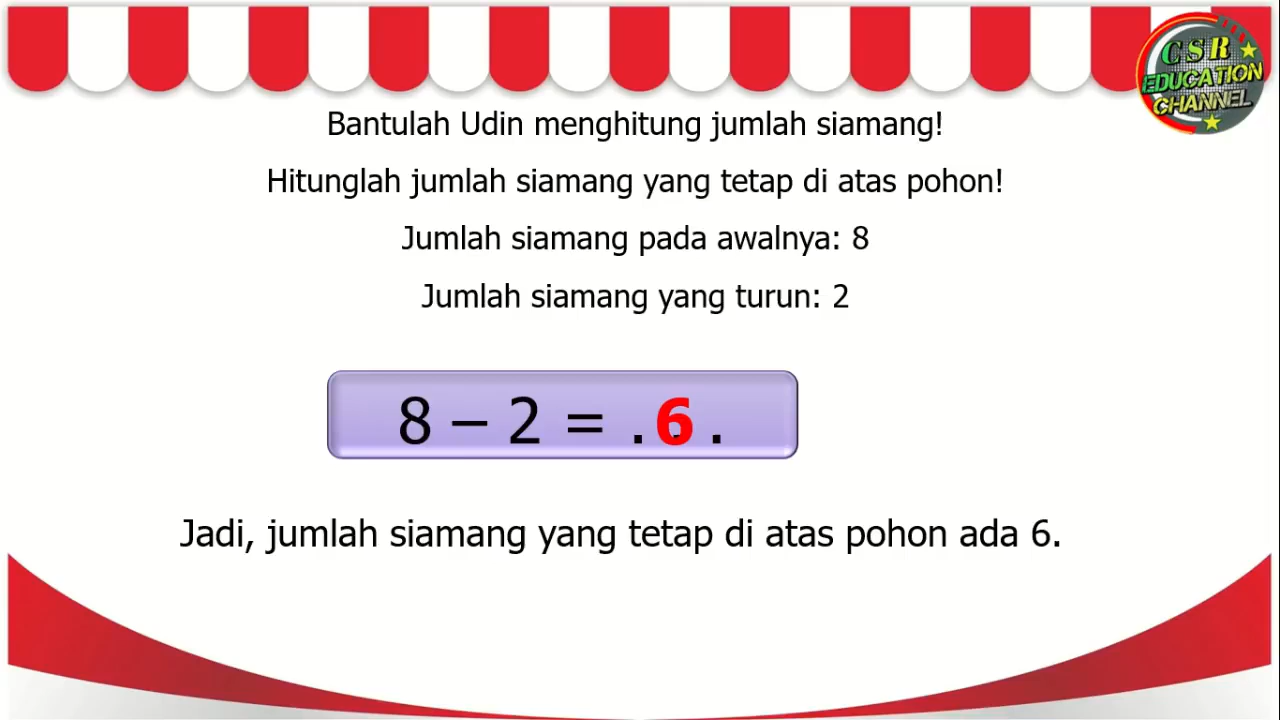 CSR
EDUCATION
CHANNEL
Bantulah Udin menghitung jumlah siamang!
Hitunglah jumlah siamang yang tetap di atas pohon!
Jumlah siamang pada awalnya: 8
Jumlah siamang yang turun: 2
8 – 2 = . 6 .
Jadi, jumlah siamang yang tetap di atas pohon ada 6.